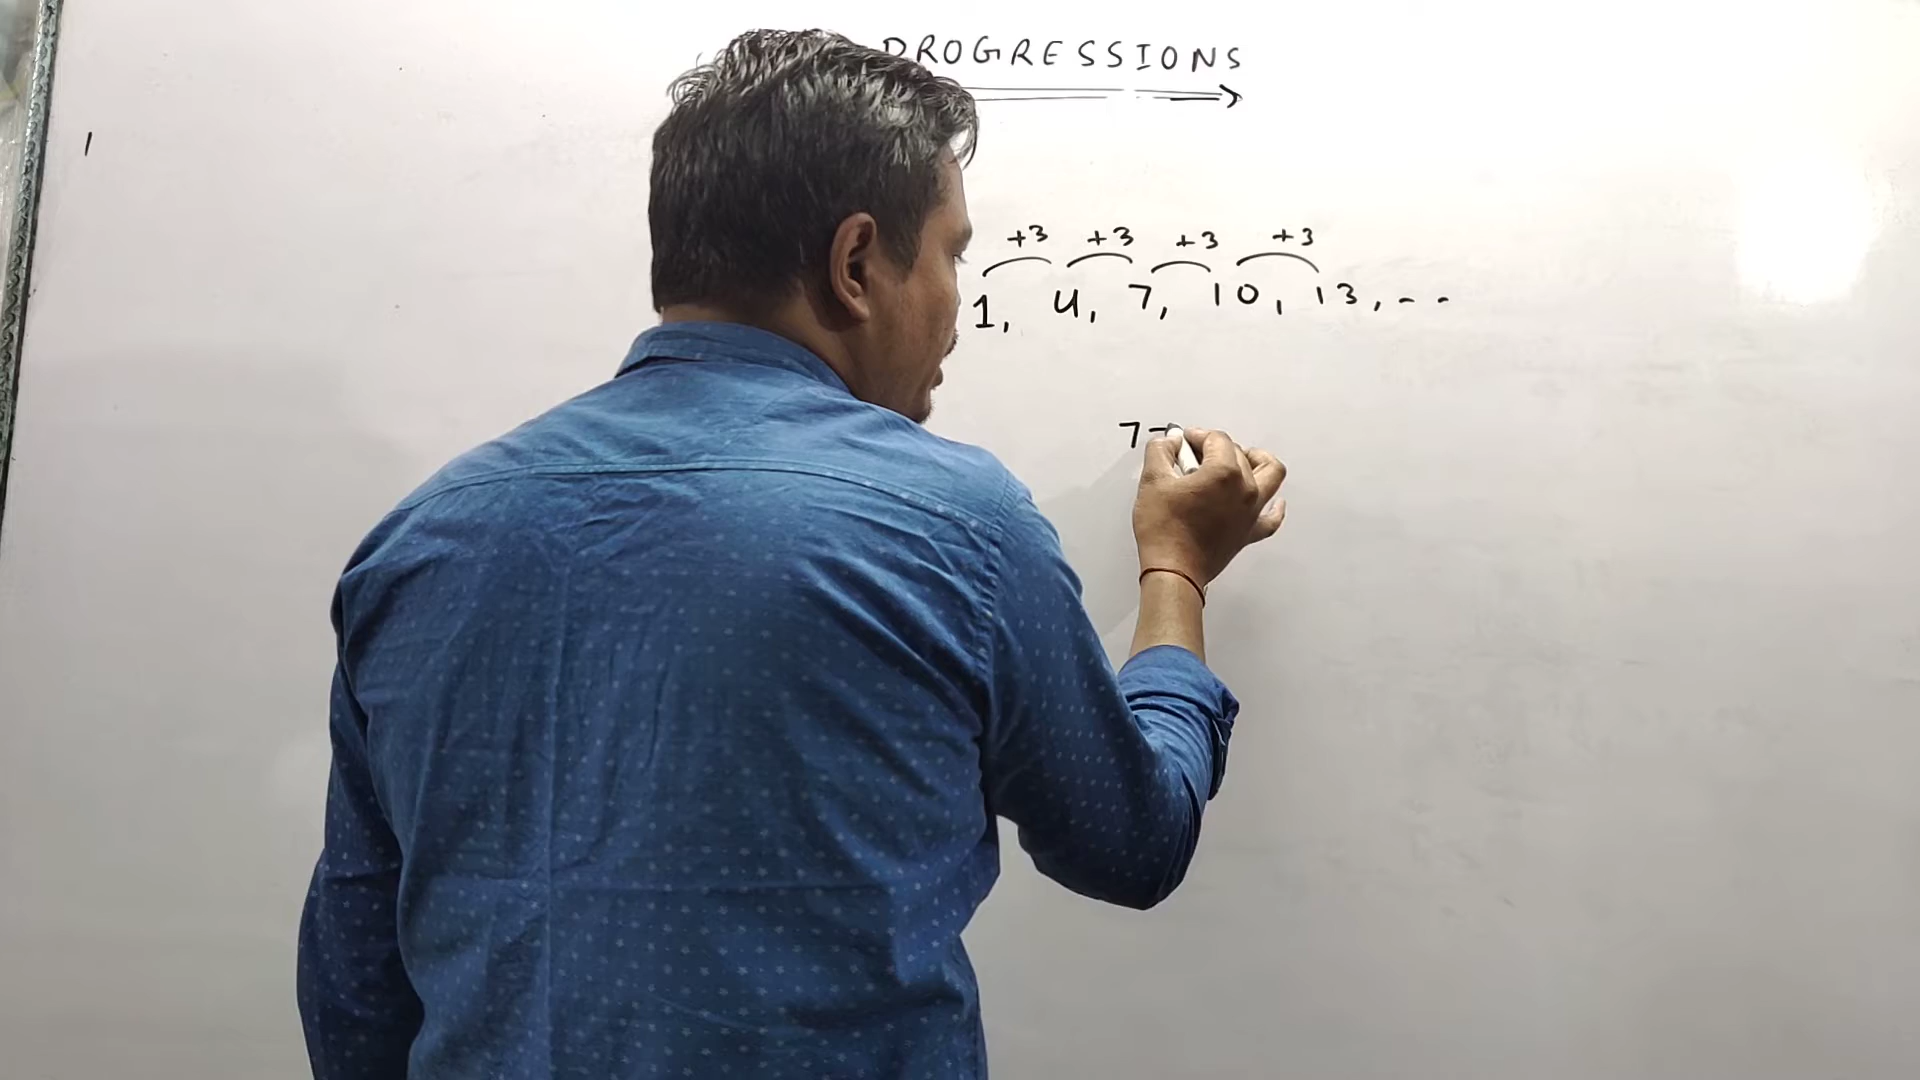 PROGRESSIONS
+3 +3 +3 +3
1, 4, 7, 10, 13, - -
7 -